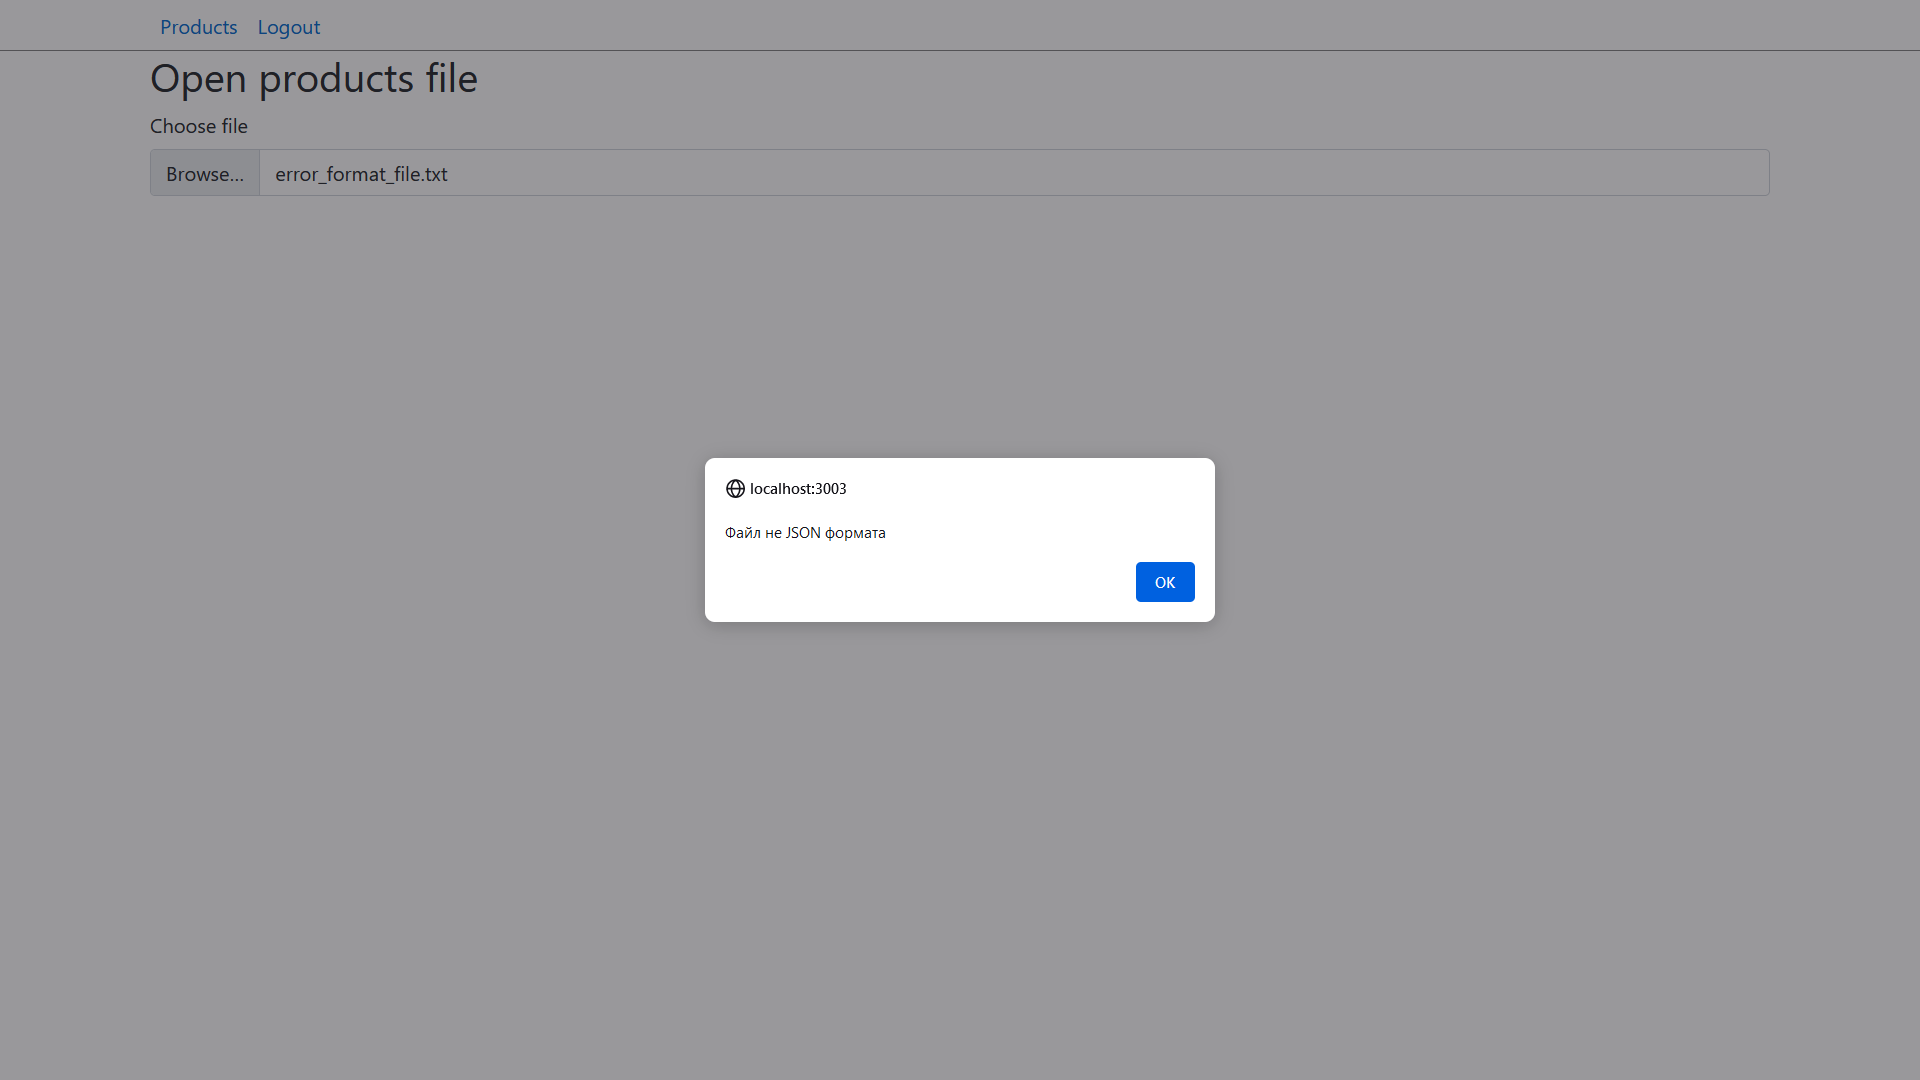 Products Logout
Open products file
Choose file
Browse... error_format_file.txt
localhost:3003
Файл не JSON формата
OK